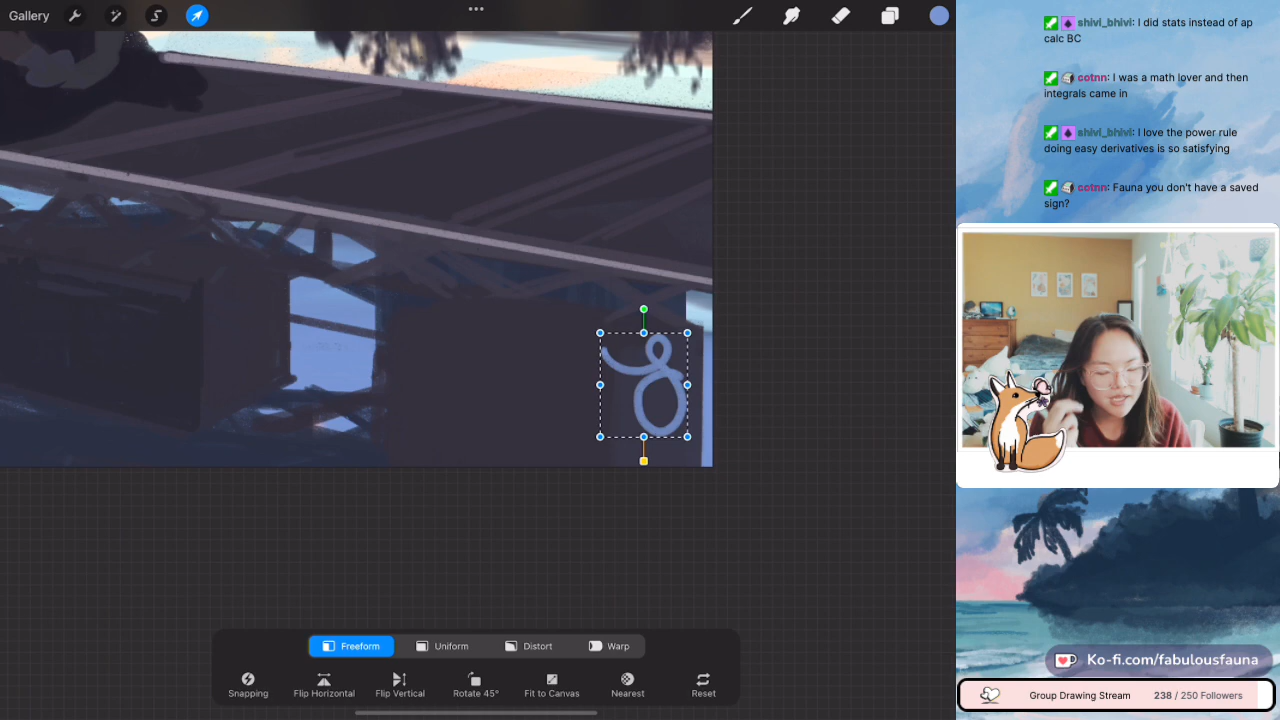 Gallery
shivi_bhivi: I did stats instead of ap
calc BC
cotnn: I was a math lover and then
integrals came in
shivi_bhivi: I love the power rule
doing easy derivatives is so satisfying
cotnn: Fauna you don't have a saved
sign?
Freeform
Uniform
Distort
Warp
Snapping
Flip Horizontal
Flip Vertical
Rotate 45°
Fit to Canvas
Nearest
Reset
Ko-fi.com/fabulousfauna
Group Drawing Stream 238 / 250 Followers